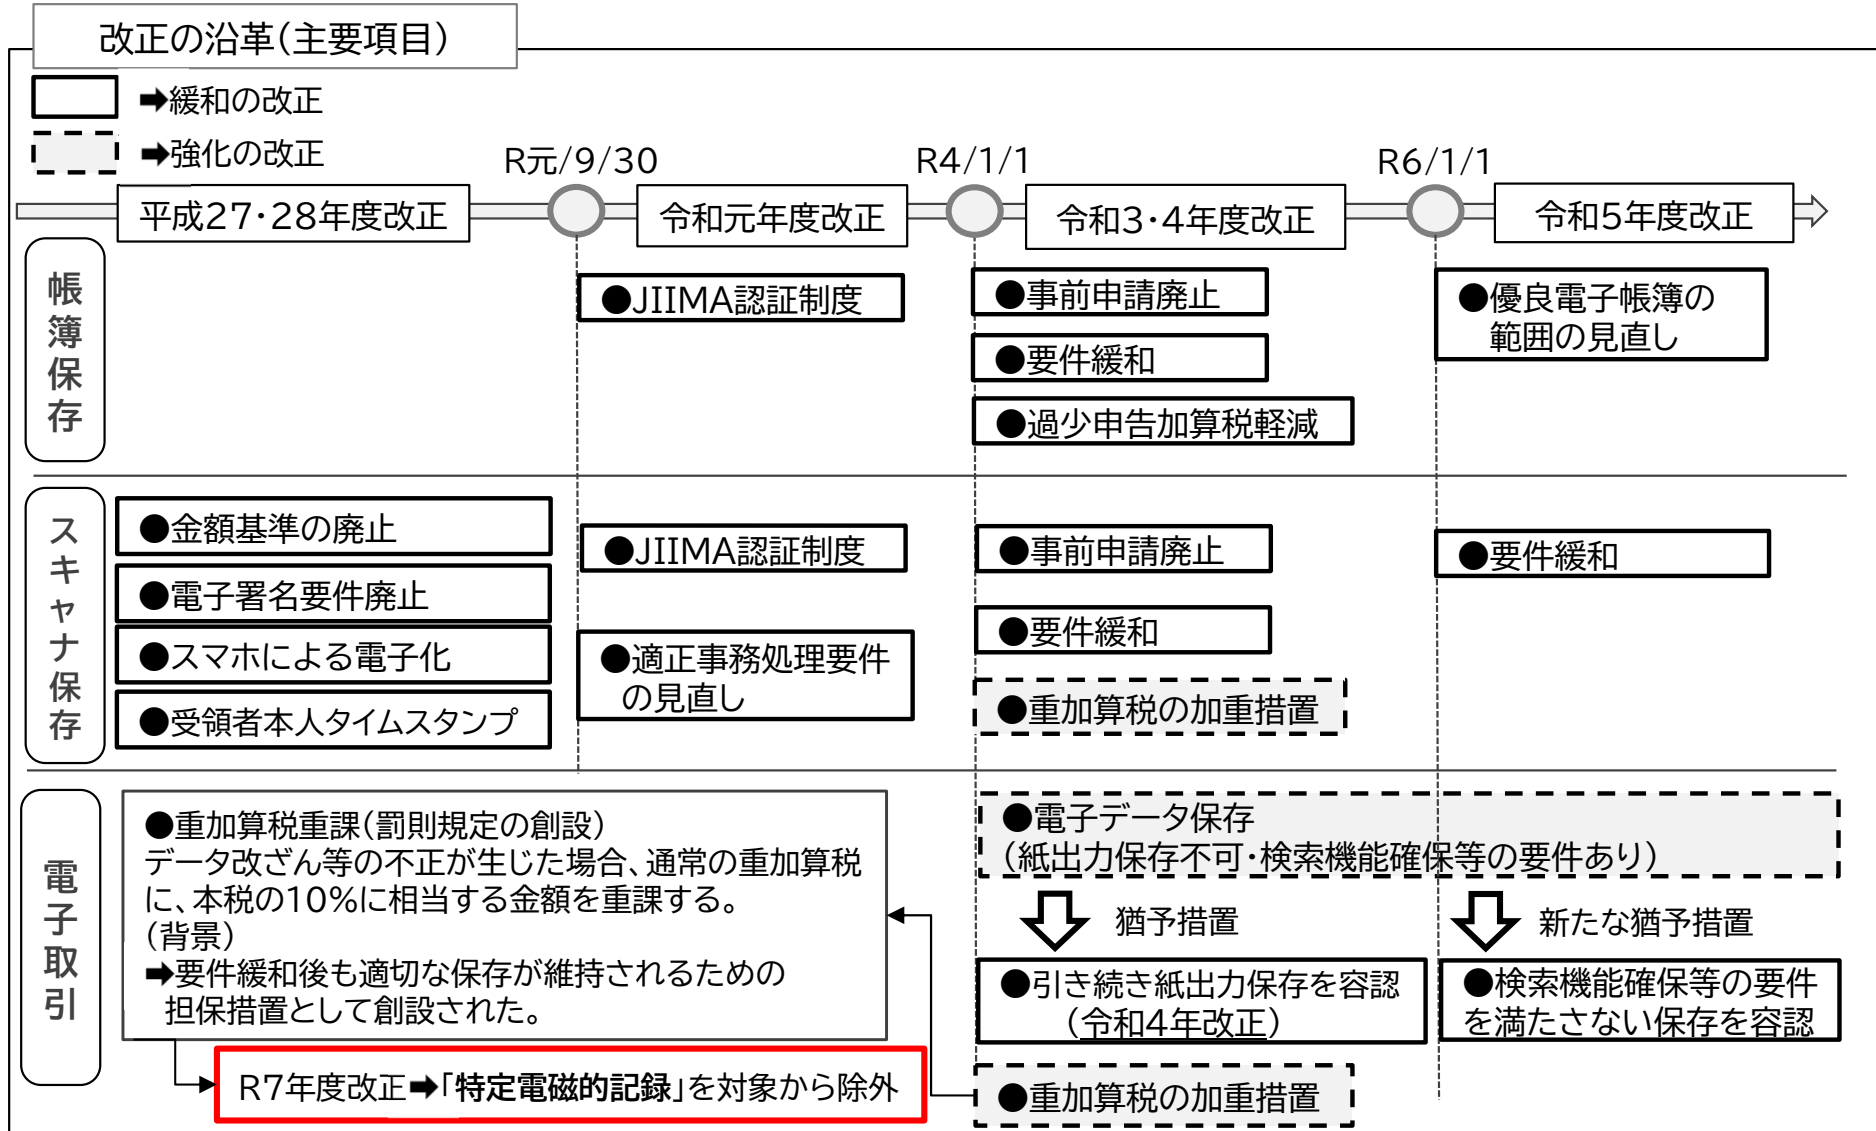 改正の沿革(主要項目)
➡緩和の改正
➡強化の改正
R元/9/30
R4/1/1
R6/1/1
平成27・28年度改正
令和元年度改正
令和3・4年度改正
令和5年度改正
帳簿保存
●JIIMA認証制度
●事前申請廃止
●要件緩和
●過少申告加算税軽減
●優良電子帳簿の
範囲の見直し
スキャナ保存
●金額基準の廃止
●電子署名要件廃止
●スマホによる電子化
●受領者本人タイムスタンプ
●JIIMA認証制度
●適正事務処理要件
の見直し
●事前申請廃止
●要件緩和
●重加算税の加重措置
●要件緩和
電子取引
●重加算税重課(罰則規定の創設)
データ改ざん等の不正が生じた場合、通常の重加算税
に、本税の10%に相当する金額を重課する。
(背景)
➡要件緩和後も適切な保存が維持されるための
担保措置として創設された。
R7年度改正➡「特定電磁的記録」を対象から除外
●電子データ保存
(紙出力保存不可・検索機能確保等の要件あり)
猶予措置
新たな猶予措置
●引き続き紙出力保存を容認
(令和4年改正)
●検索機能確保等の要件
を満たさない保存を容認
●重加算税の加重措置